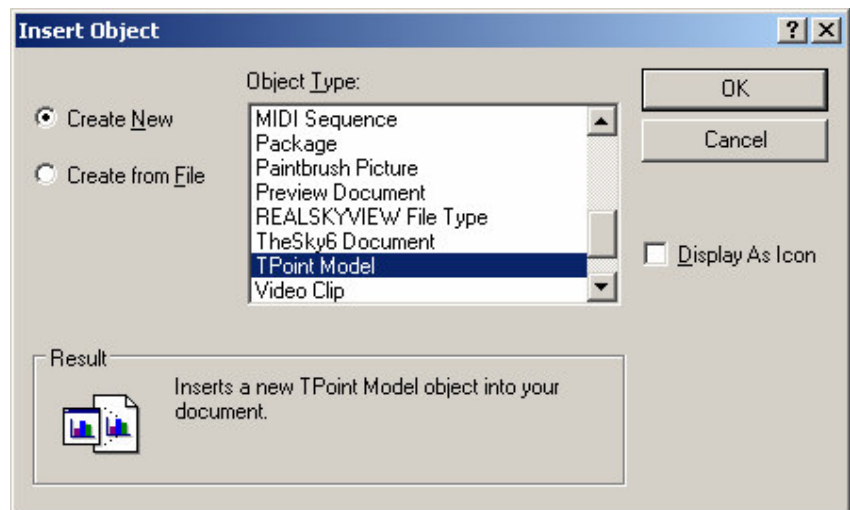 Insert Object
Object Type:
Create New
Create from File
MIDI Sequence
Package
Paintbrush Picture
Preview Document
REALSKYVIEW File Type
TheSky6 Document
TPoint Model
Video Clip
OK
Cancel
Display As Icon
Result
Inserts a new TPoint Model object into your
document.